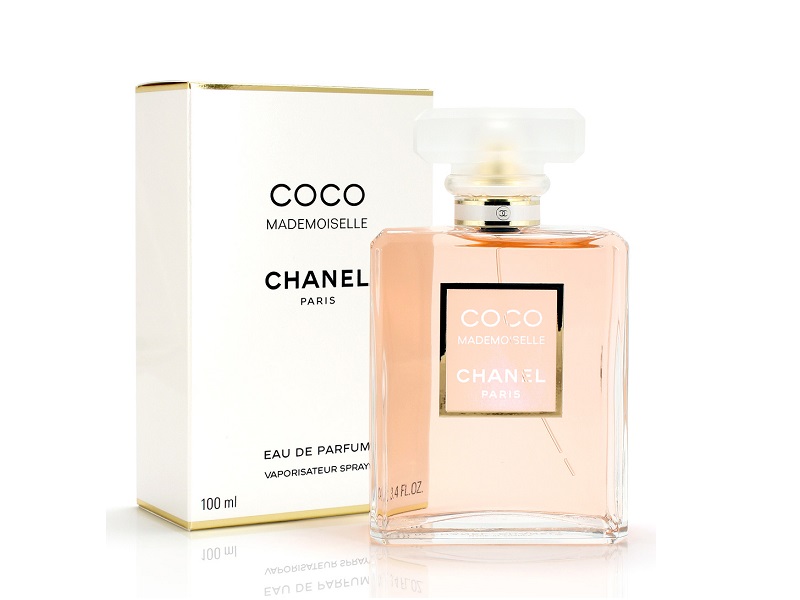 COCO
MADEMOISELLE
CHANEL
PARIS
EAU DE PARFUM
VAPORISATEUR SPRAY
100 ml
COCO
MADEMOISELLE
CHANEL
PARIS
3.4 FL.OZ.